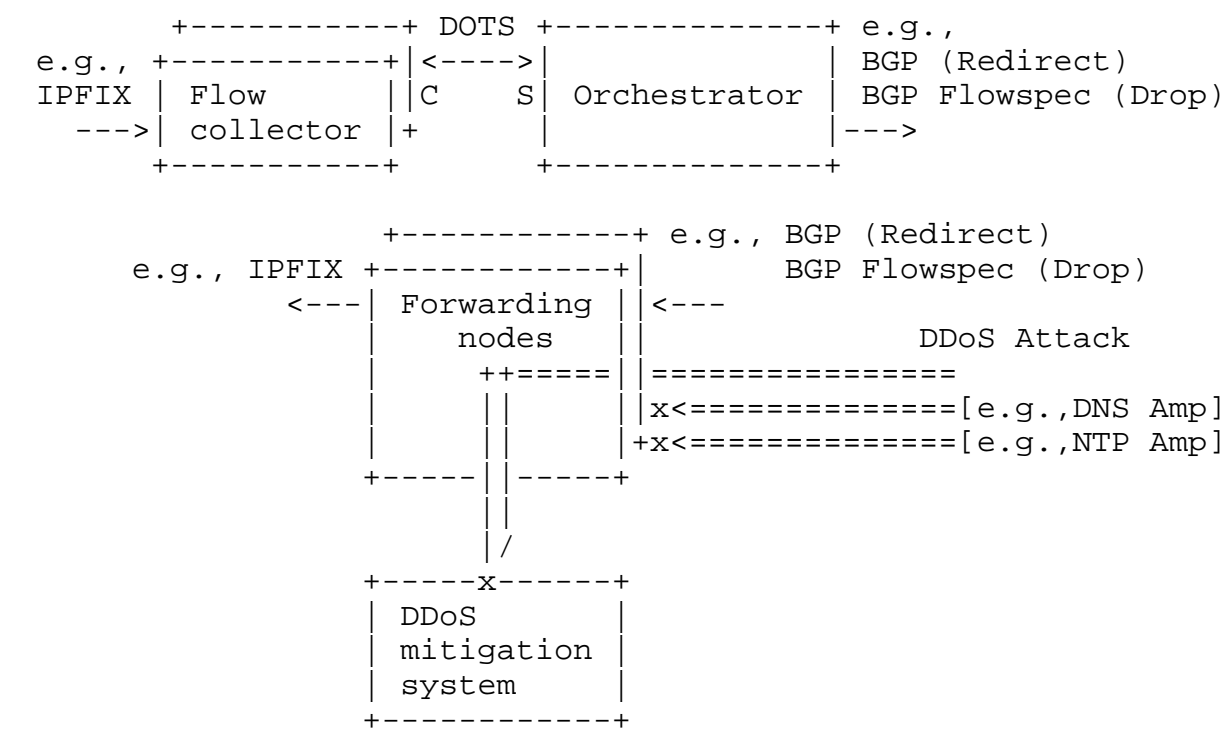 +-----------+ DOTS +--------------+ e.g.,
e.g., +-----------+|<---->| | BGP (Redirect)
IPFIX | Flow ||C S| Orchestrator | BGP Flowspec (Drop)
--->| collector |+ | |--->
+-----------+ +--------------+
+------------+ e.g., BGP (Redirect)
e.g., IPFIX +------------+| BGP Flowspec (Drop)
<---| Forwarding ||<---
| nodes || DDoS Attack
| ++=====||================
| || ||x<==============[e.g.,DNS Amp]
| || |+x<==============[e.g.,NTP Amp]
+-----||-----+
||
|/
+-----x------+
| DDoS |
| mitigation |
| system |
+------------+